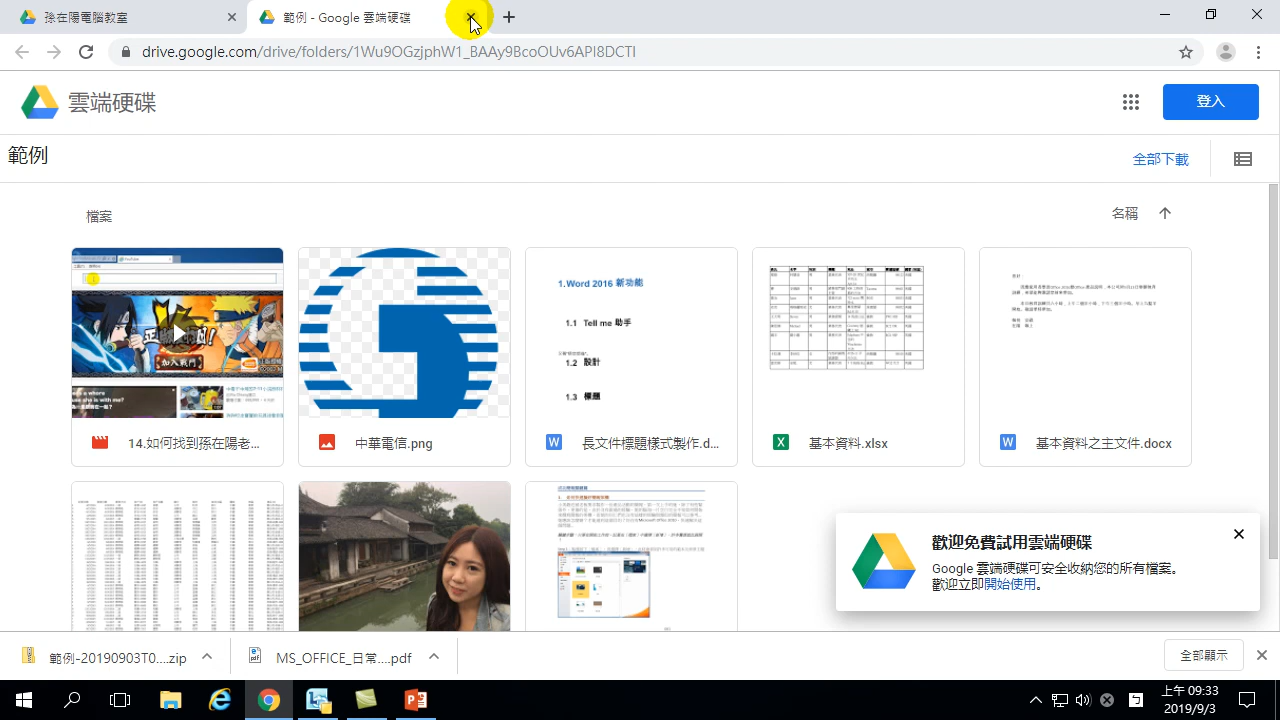 孫在陽電腦教室
範例 - Google 雲端硬碟
drive.google.com/drive/folders/1Wu9OGzjphW1_BAAy9BcoOUv6API8DCTI
雲端硬碟
登入
範例
全部下載
檔案
名稱
YouTube
加入戰鬥
1.Word 2016 新功能
1.1 Tell me 助手
1.2 設計
1.3 標題
14.如何找到孫在陽老...
中華電信.png
長文件標題樣式製作.d...
基本資料.xlsx
基本資料之主文件.docx
歡迎免費試用雲端硬碟
Google 雲端硬碟可安全收納您的所有檔案。
歡迎立即開始使用。
範例-20190903T0....zip
MS_OFFICE_日常....pdf
全部顯示
上午 09:33
2019/9/3